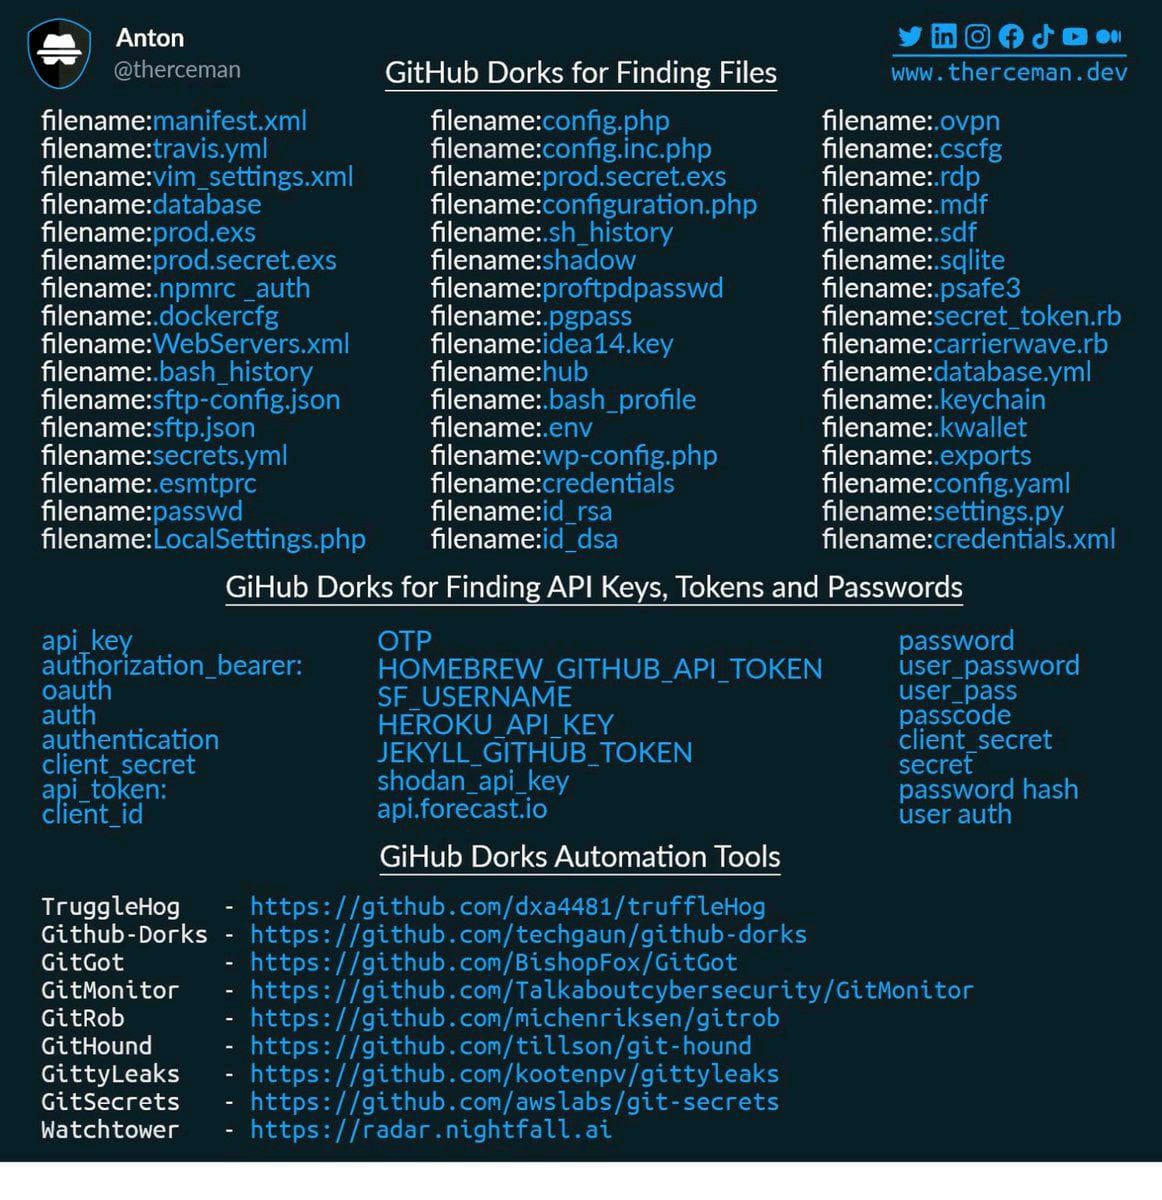 Anton
@therceman
www.therceman.dev
GitHub Dorks for Finding Files
filename:manifest.xml
filename:travis.yml
filename:vim_settings.xml
filename:database
filename:prod.exs
filename:prod.secret.exs
filename:.npmrc _auth
filename:.dockercfg
filename:WebServers.xml
filename:.bash_history
filename:sftp-config.json
filename:sftp.json
filename:secrets.yml
filename:.esmtprc
filename:passwd
filename:LocalSettings.php
filename:config.php
filename:config.inc.php
filename:prod.secret.exs
filename:configuration.php
filename:.sh_history
filename:shadow
filename:proftpdpasswd
filename:.pgpass
filename:idea14.key
filename:hub
filename:.bash_profile
filename:.env
filename:wp-config.php
filename:credentials
filename:id_rsa
filename:id_dsa
filename:.ovpn
filename:.cscfg
filename:.rdp
filename:.mdf
filename:.sdf
filename:.sqlite
filename:.psafe3
filename:secret_token.rb
filename:carrierwave.rb
filename:database.yml
filename:.keychain
filename:.kwallet
filename:.exports
filename:config.yaml
filename:settings.py
filename:credentials.xml
GiHub Dorks for Finding API Keys, Tokens and Passwords
api_key
authorization_bearer:
oauth
auth
authentication
client_secret
api_token:
client_id
OTP
HOMEBREW_GITHUB_API_TOKEN
SF_USERNAME
HEROKU_API_KEY
JEKYLL_GITHUB_TOKEN
shodan_api_key
api.forecast.io
password
user_password
user_pass
passcode
client_secret
secret
password hash
user auth
GiHub Dorks Automation Tools
TruggleHog - https://github.com/dxa4481/truffleHog
Github-Dorks - https://github.com/techgaun/github-dorks
GitGot - https://github.com/BishopFox/GitGot
GitMonitor - https://github.com/Talkaboutcybersecurity/GitMonitor
GitRob - https://github.com/michenriksen/gitrob
GitHound - https://github.com/tillson/git-hound
GittyLeaks - https://github.com/kootenpv/gittyleaks
GitSecrets - https://github.com/awslabs/git-secrets
Watchtower - https://radar.nightfall.ai